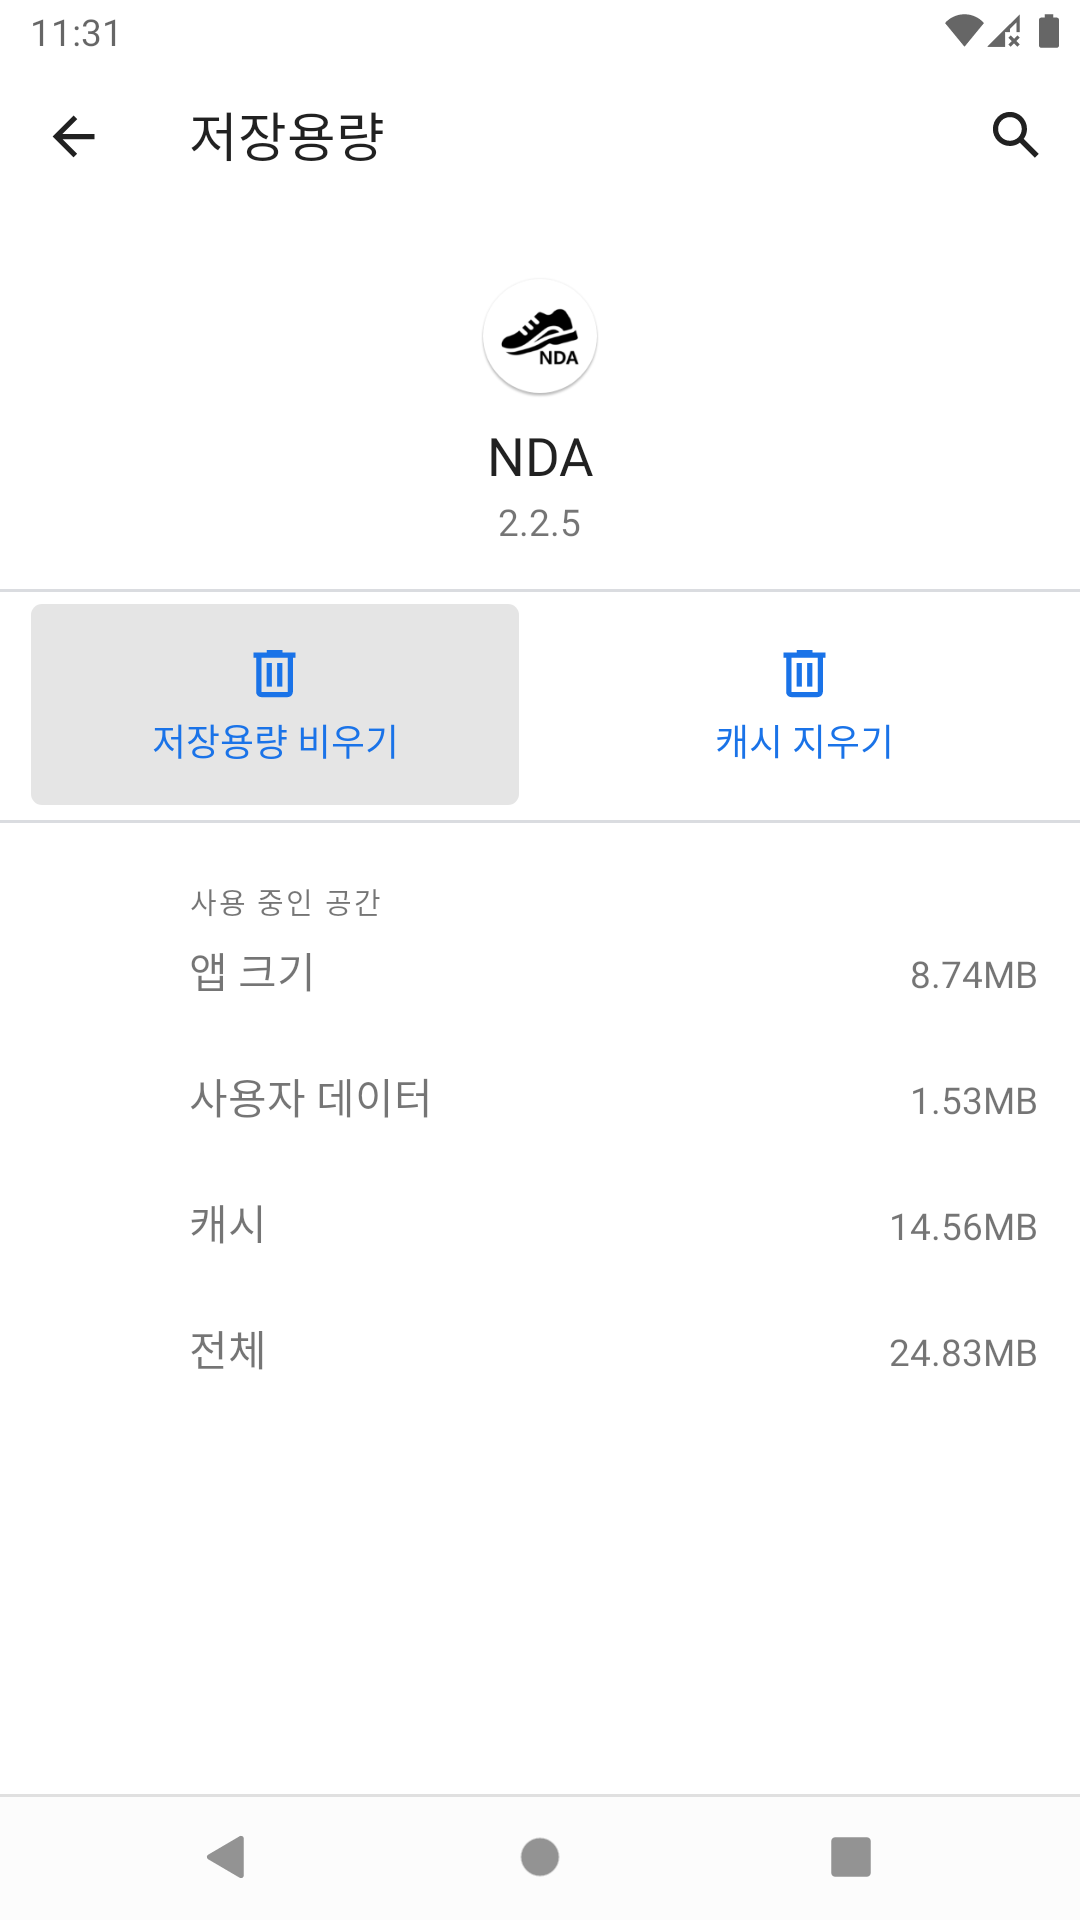 11:31
저장용량
NDA
NDA
2.2.5
저장용량 비우기
캐시 지우기
사용 중인 공간
앱 크기
8.74MB
사용자 데이터
1.53MB
캐시
14.56MB
전체
24.83MB